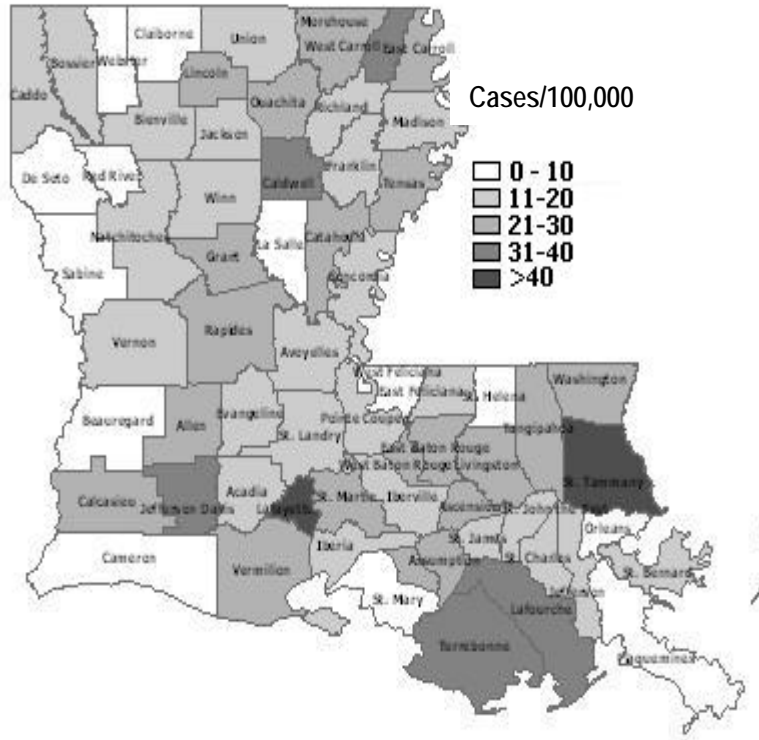 Claiborne
Union
Morehouse
West Carroll
East Carroll
Bossier
Webster
Lincoln
Caddo
Ouachita
Richland
Madison
Bienville
Jackson
Cases/100,000
De Soto
Red River
Caldwell
Franklin
Tensas
Winn
Natchitoches
La Salle
Catahoula
Sabine
Grant
Concordia
0 - 10
11-20
21-30
31-40
>40
Vernon
Rapides
Avoyelles
West Feliciana
East Feliciana
St. Helena
Washington
Beauregard
Allen
Evangeline
St. Landry
Pointe Coupee
Tangipahoa
East Baton Rouge
West Baton Rouge
Livingston
St. Tammany
Calcasieu
Jefferson Davis
Acadia
Lafayette
St. Martin
Iberville
Ascension
St. John the Bapt
Orleans
Cameron
Vermilion
Iberia
Assumption
St. James
St. Charles
Jefferson
St. Bernard
St. Mary
Lafourche
Terrebonne
Plaquemines